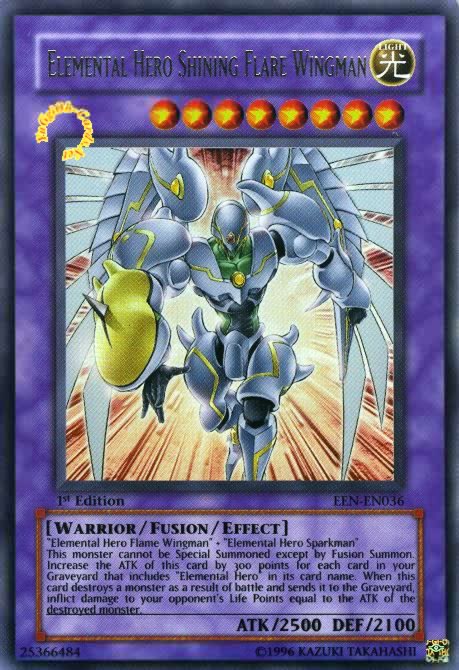 Elemental Hero Shining Flare Wingman
LIGHT
光
1st Edition
EEN-EN036
[Warrior/Fusion/Effect]
"Elemental Hero Flame Wingman" + "Elemental Hero Sparkman"
This monster cannot be Special Summoned except by Fusion Summon.
Increase the ATK of this card by 300 points for each card in your
Graveyard that includes "Elemental Hero" in its card name. When this
card destroys a monster as a result of battle and sends it to the Graveyard,
inflict damage to your opponent's Life Points equal to the ATK of the
destroyed monster.
ATK/2500 DEF/2100
25366484
©1996 KAZUKI TAKAHASHI